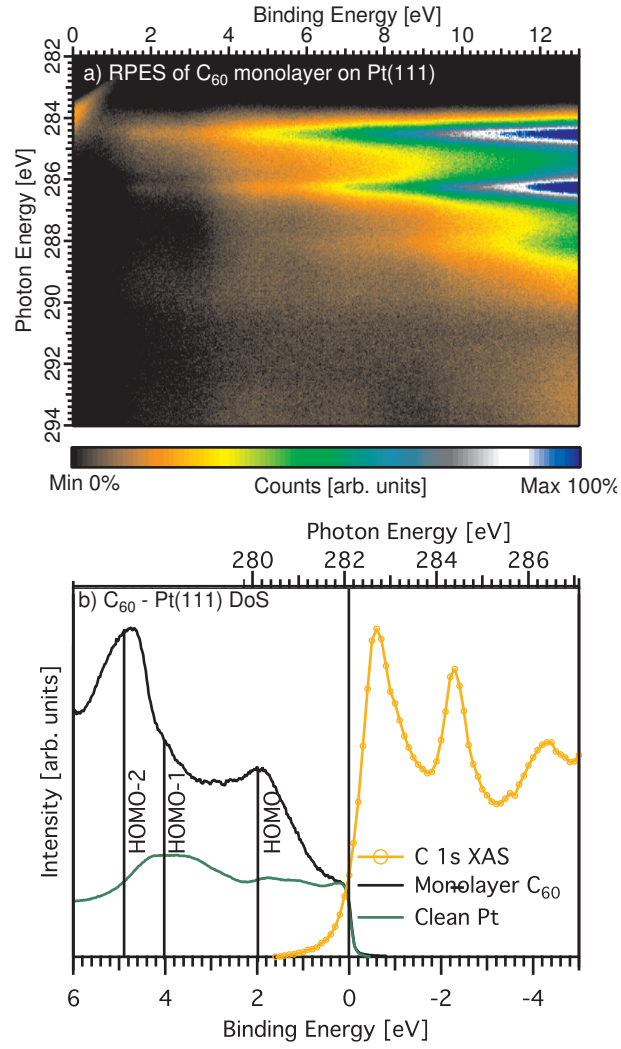 Binding Energy [eV]
0 2 4 6 8 10 12
a) RPES of C₆₀ monolayer on Pt(111)
Photon Energy [eV]
282
284
286
288
290
292
294
Min 0% Counts [arb. units] Max 100%
Photon Energy [eV]
280 282 284 286
b) C₆₀ - Pt(111) DoS
Intensity [arb. units]
HOMO-2
HOMO-1
HOMO
C 1s XAS
Monolayer C₆₀
Clean Pt
6 4 2 0 -2 -4
Binding Energy [eV]